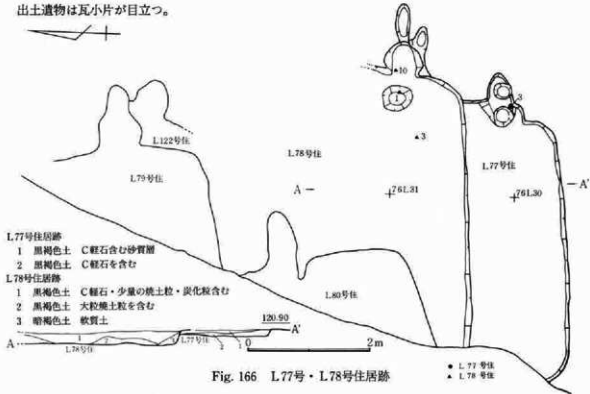 出土遺物は瓦小片が目立つ。
10
1
3
3
L122号住
L78号住
L77号住
L79号住
A
76L31
76L30
A'
L77号住居跡
1 黒褐色土 C軽石含む砂質層
2 黒褐色土 C軽石を含む
L78号住居跡
1 黒褐色土 C軽石・少量の焼土粒・炭化粒含む
2 黒褐色土 大粒焼土粒を含む
3 暗褐色土 軟質土
L80号住
120.90
A
A'
L78号住
L77号住
2
1
0
2m
● L77号住
▲ L78号住
Fig. 166 L77号・L78号住居跡